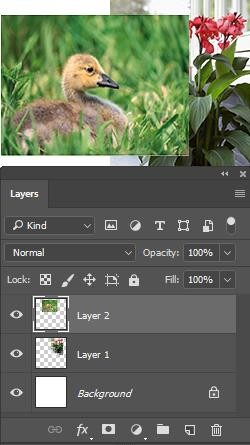 Layers
Kind
Normal Opacity: 100%
Lock: Fill: 100%
Layer 2
Layer 1
Background
fx